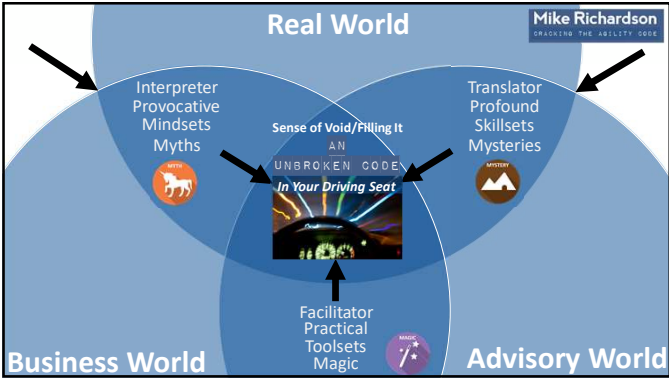 Real World
Mike Richardson
CRACKING THE AGILITY CODE
Interpreter
Provocative
Mindsets
Myths
MYTH
Translator
Profound
Skillsets
Mysteries
MYSTERY
Sense of Void/Filling It
AN
UNBROKEN CODE
In Your Driving Seat
Facilitator
Practical
Toolsets
Magic
MAGIC
Business World
Advisory World